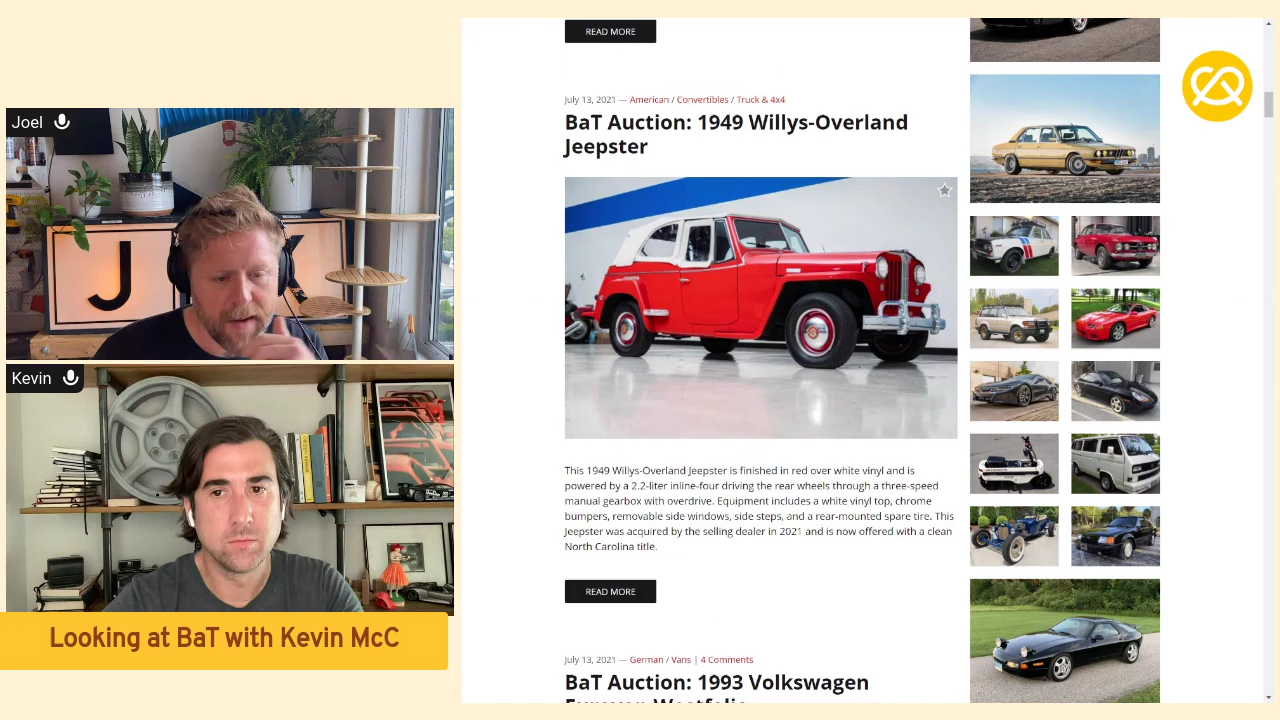 Joel
J
Kevin
Looking at BaT with Kevin McC
READ MORE
July 13, 2021 — American / Convertibles / Truck & 4x4
BaT Auction: 1949 Willys-Overland
Jeepster
This 1949 Willys-Overland Jeepster is finished in red over white vinyl and is
powered by a 2.2-liter inline-four driving the rear wheels through a three-speed
manual gearbox with overdrive. Equipment includes a white vinyl top, chrome
bumpers, removable side windows, side steps, and a rear-mounted spare tire. This
Jeepster was acquired by the selling dealer in 2021 and is now offered with a clean
North Carolina title.
READ MORE
July 13, 2021 — German / Vans | 4 Comments
BaT Auction: 1993 Volkswagen